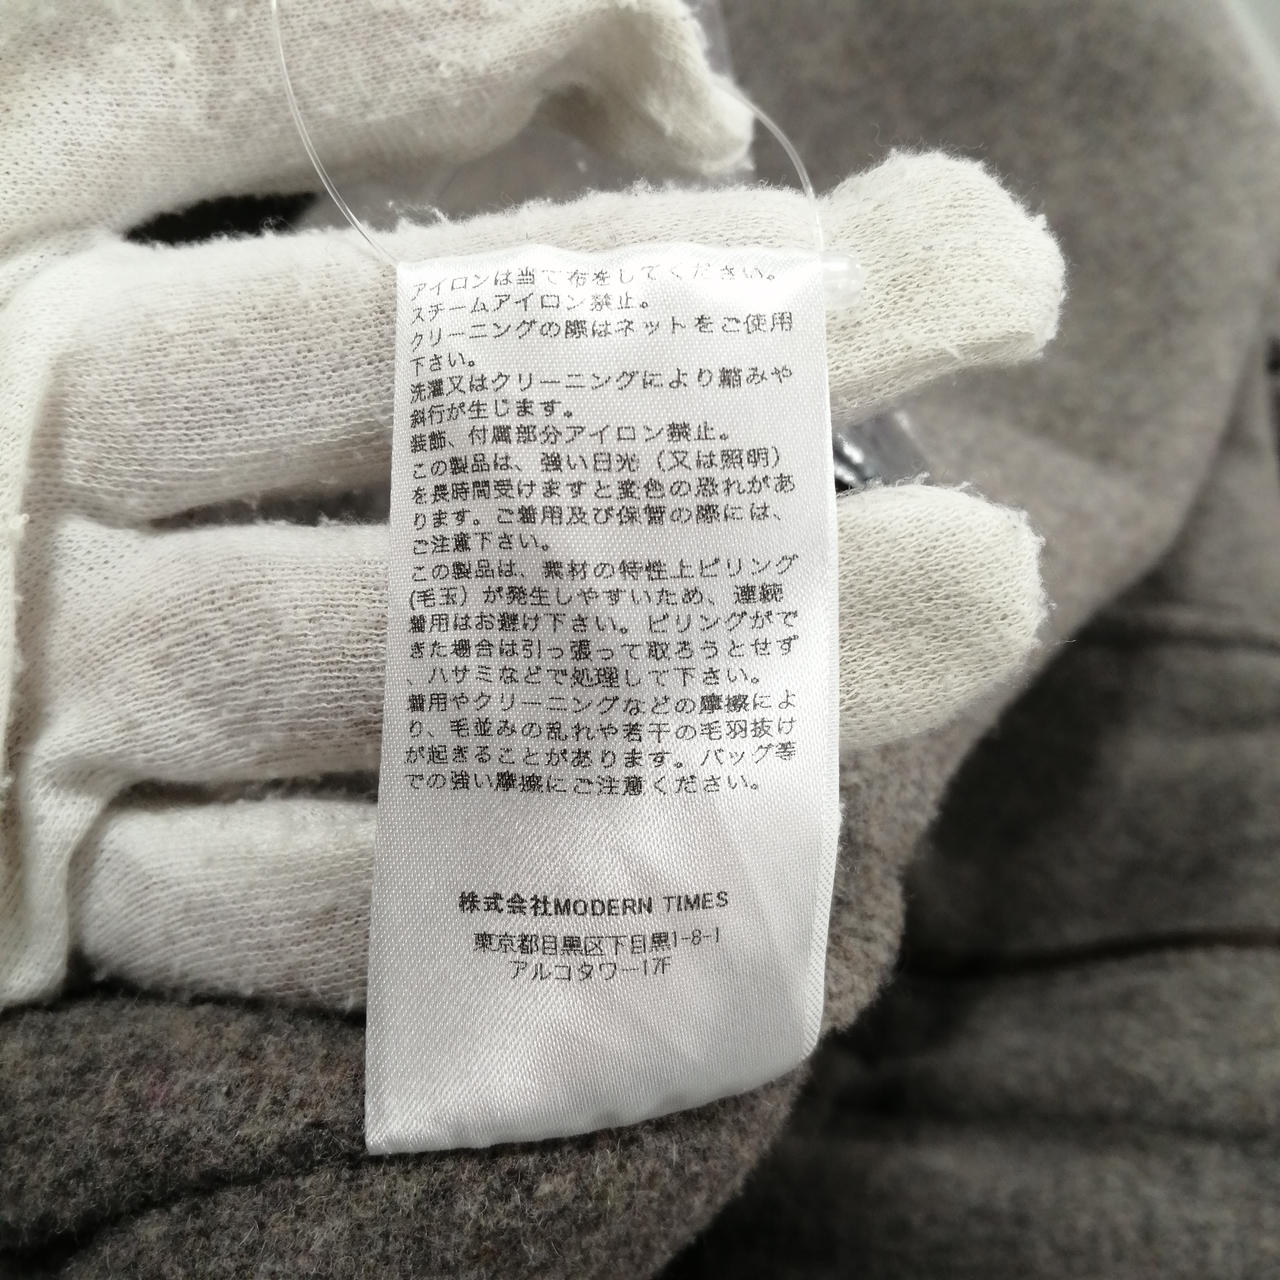 アイロンは当て布をしてください。
スチームアイロン禁止。
クリーニングの際はネットをご使用
下さい。
洗濯又はクリーニングにより縮みや
斜行が生じます。
装飾、付属部分アイロン禁止。
この製品は、強い日光（又は照明）
を長時間受けますと変色の恐れがあ
ります。ご着用及び保管の際には、
ご注意下さい。
この製品は、素材の特性上ピリング
(毛玉）が発生しやすいため、連続
着用はお避け下さい。ピリングがで
きた場合は引っ張って取ろうとせず
、ハサミなどで処理して下さい。
着用やクリーニングなどの摩擦によ
り、毛並みの乱れや若干の毛羽抜け
が起きることがあります。バッグ等
での強い摩擦にご注意ください。
株式会社MODERN TIMES
東京都目黒区下目黒1-8-1
アルコタワー17F